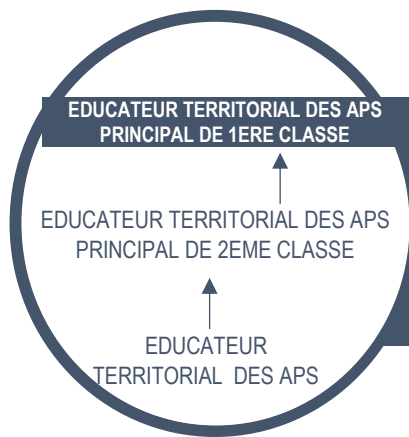 EDUCATEUR TERRITORIAL DES APS
PRINCIPAL DE 1ERE CLASSE
EDUCATEUR TERRITORIAL DES APS
PRINCIPAL DE 2EME CLASSE
EDUCATEUR
TERRITORIAL DES APS